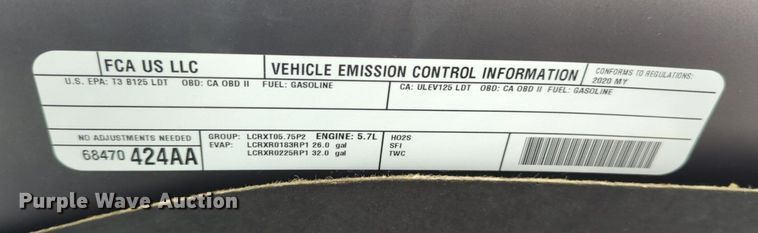 FCA US LLC
VEHICLE EMISSION CONTROL INFORMATION
CONFORMS TO REGULATIONS:
2020 MY
U.S. EPA: T3 B125 LDT OBD: CA OBD II FUEL: GASOLINE
CA: ULEV125 LDT OBD: CA OBD II FUEL: GASOLINE
NO ADJUSTMENTS NEEDED
68470 424AA
GROUP: LCRXT05.75P2 ENGINE: 5.7L
EVAP: LCRXR0183RP1 26.0 gal
LCRXR0225RP1 32.0 gal
HO2S
SFI
TWC
Purple Wave Auction